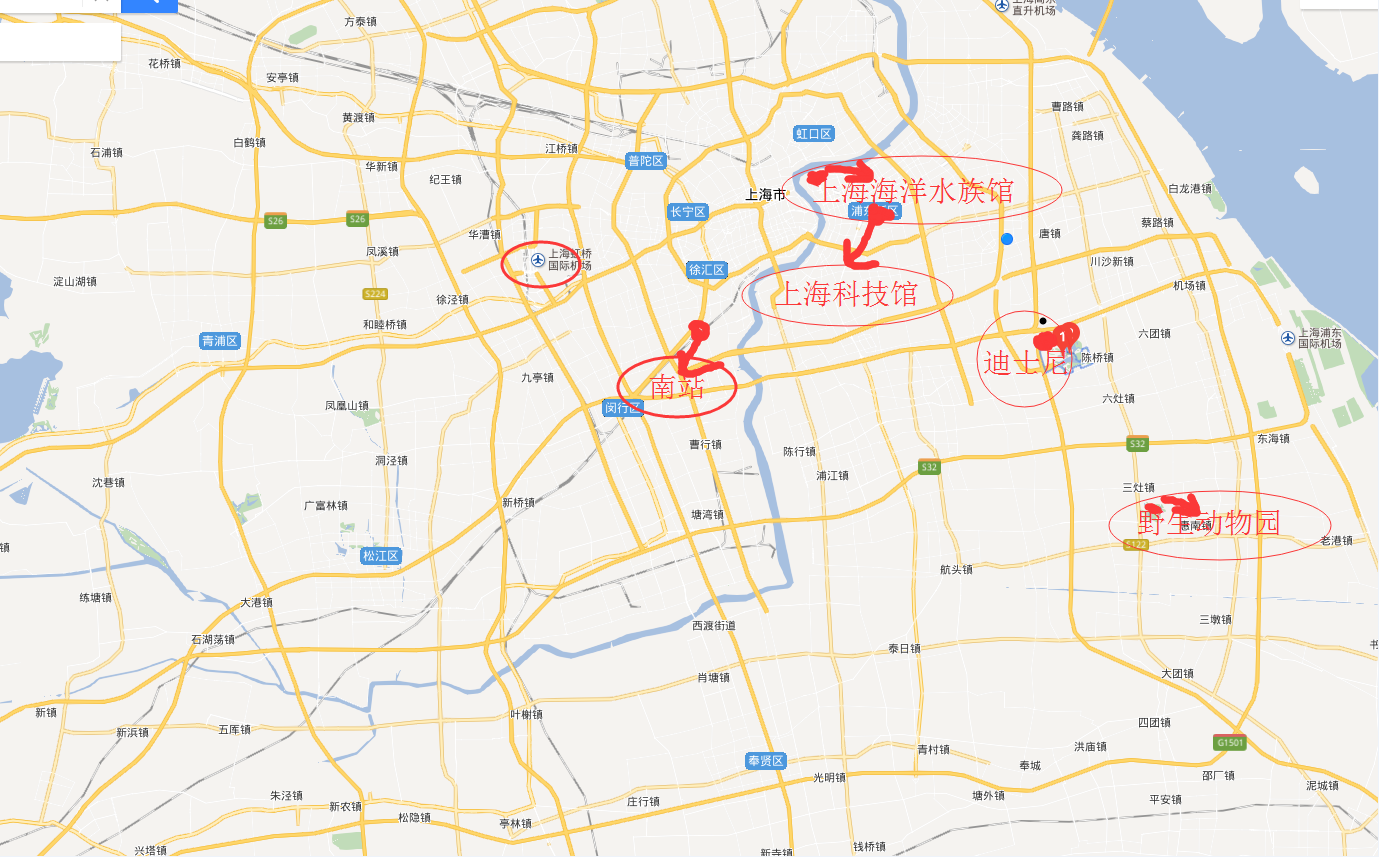 上海高东
直升机场
方泰镇
花桥镇
安亭镇
曹路镇
黄渡镇
虹口区
龚路镇
白鹤镇
石浦镇
江桥镇
普陀区
华新镇
纪王镇
上海市
上海海洋水族馆
白龙港镇
长宁区
S26
S26
蔡路镇
华漕镇
唐镇
凤溪镇
上海虹桥
国际机场
徐汇区
川沙新镇
淀山湖镇
机场镇
S224
徐泾镇
上海科技馆
和睦桥镇
六团镇
上海浦东
国际机场
青浦区
1
迪士尼
陈桥镇
九亭镇
南站
六灶镇
凤凰山镇
闵行区
曹行镇
S32
东海镇
陈行镇
洞泾镇
S32
浦江镇
沈巷镇
三灶镇
广富林镇
新桥镇
塘湾镇
野生动物园
惠南镇
老港镇
镇
松江区
航头镇
练塘镇
大港镇
西渡街道
三墩镇
石湖荡镇
泰日镇
书
肖塘镇
大团镇
新镇
叶榭镇
四团镇
五厍镇
新浜镇
G1501
洪庙镇
青村镇
奉贤区
奉城
光明镇
邵厂镇
泥城镇
朱泾镇
新农镇
庄行镇
塘外镇
平安镇
松隐镇
亭林镇
兴塔镇
新寺镇
钱桥镇